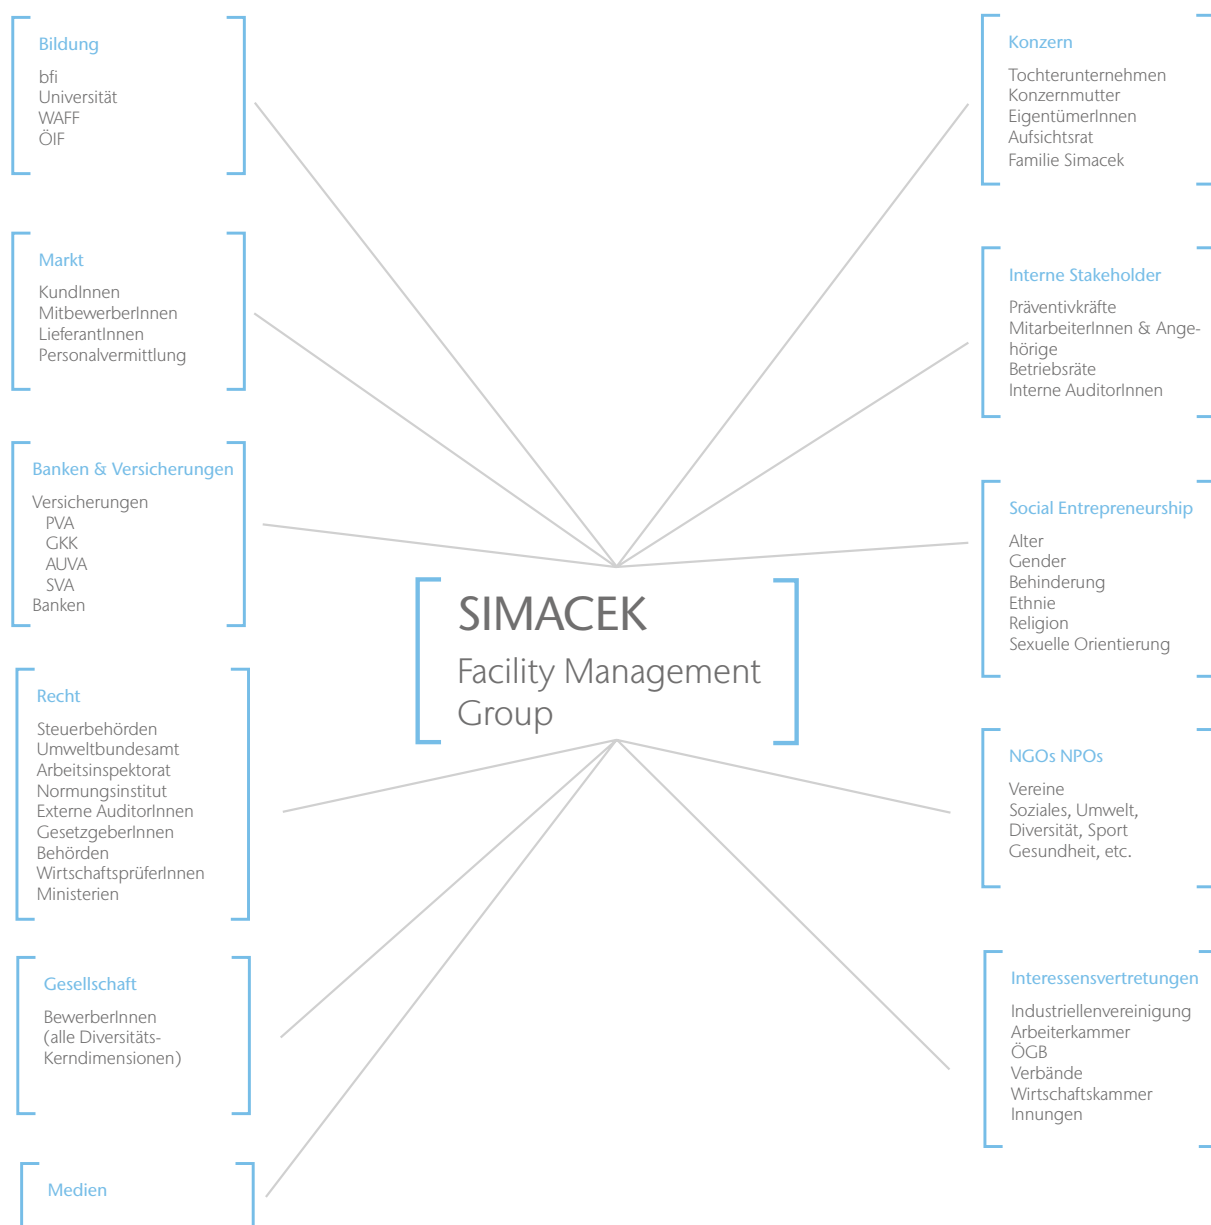 Bildung
bfi
Universität
WAFF
ÖIF
Markt
KundInnen
MitbewerberInnen
LieferantInnen
Personalvermittlung
Banken & Versicherungen
Versicherungen
PVA
GKK
AUVA
SVA
Banken
Recht
Steuerbehörden
Umweltbundesamt
Arbeitsinspektorat
Normungsinstitut
Externe AuditorInnen
GesetzgeberInnen
Behörden
WirtschaftsprüferInnen
Ministerien
Gesellschaft
BewerberInnen
(alle Diversitäts-
Kerndimensionen)
Medien
SIMACEK
Facility Management
Group
Konzern
Tochterunternehmen
Konzernmutter
EigentümerInnen
Aufsichtsrat
Familie Simacek
Interne Stakeholder
Präventivkräfte
MitarbeiterInnen & Ange-
hörige
Betriebsräte
Interne AuditorInnen
Social Entrepreneurship
Alter
Gender
Behinderung
Ethnie
Religion
Sexuelle Orientierung
NGOs NPOs
Vereine
Soziales, Umwelt,
Diversität, Sport
Gesundheit, etc.
Interessensvertretungen
Industriellenvereinigung
Arbeiterkammer
ÖGB
Verbände
Wirtschaftskammer
Innungen